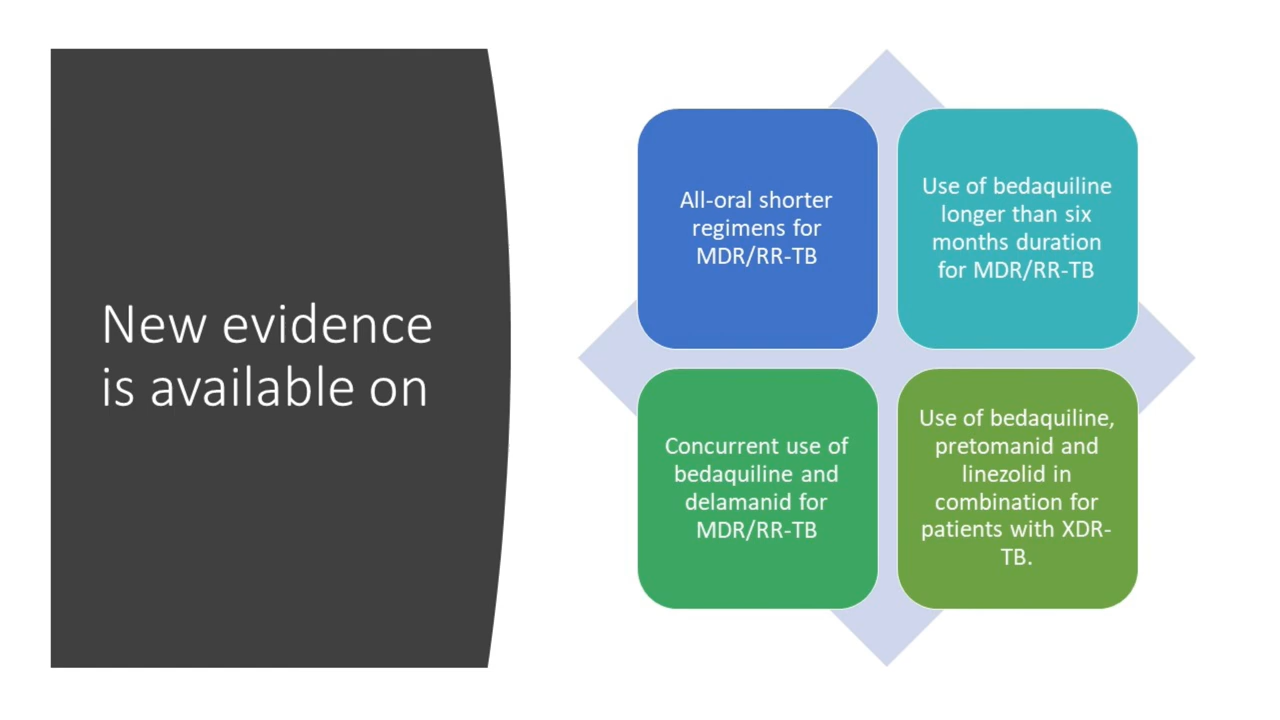 New evidence
is available on
All-oral shorter
regimens for
MDR/RR-TB
Use of bedaquiline
longer than six
months duration
for MDR/RR-TB
Concurrent use of
bedaquiline and
delamanid for
MDR/RR-TB
Use of bedaquiline,
pretomanid and
linezolid in
combination for
patients with XDR-
TB.